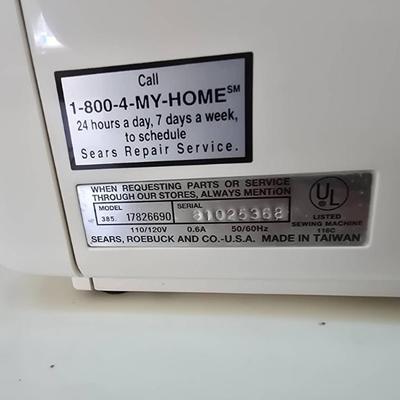 Call
1-800-4-MY-HOME℠
24 hours a day, 7 days a week,
to schedule
Sears Repair Service.
WHEN REQUESTING PARTS OR SERVICE
THROUGH OUR STORES, ALWAYS MENTiON
MODEL SERIAL
385. 17826690 81025368
110/120V 0.6A 50/60Hz
SEARS, ROEBUCK AND CO.-U.S.A. MADE IN TAIWAN
UL
®
LISTED
SEWING MACHINE
116C